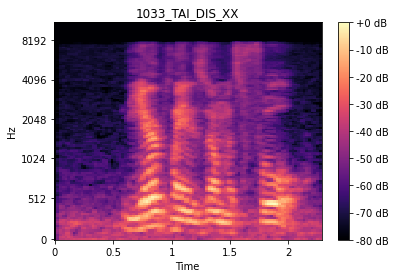 1033_TAI_DIS_XX
+0 dB
8192
-10 dB
4096
-20 dB
-30 dB
2048
Hz
-40 dB
1024
-50 dB
512
-60 dB
-70 dB
0
-80 dB
0 0.5 1 1.5 2
Time